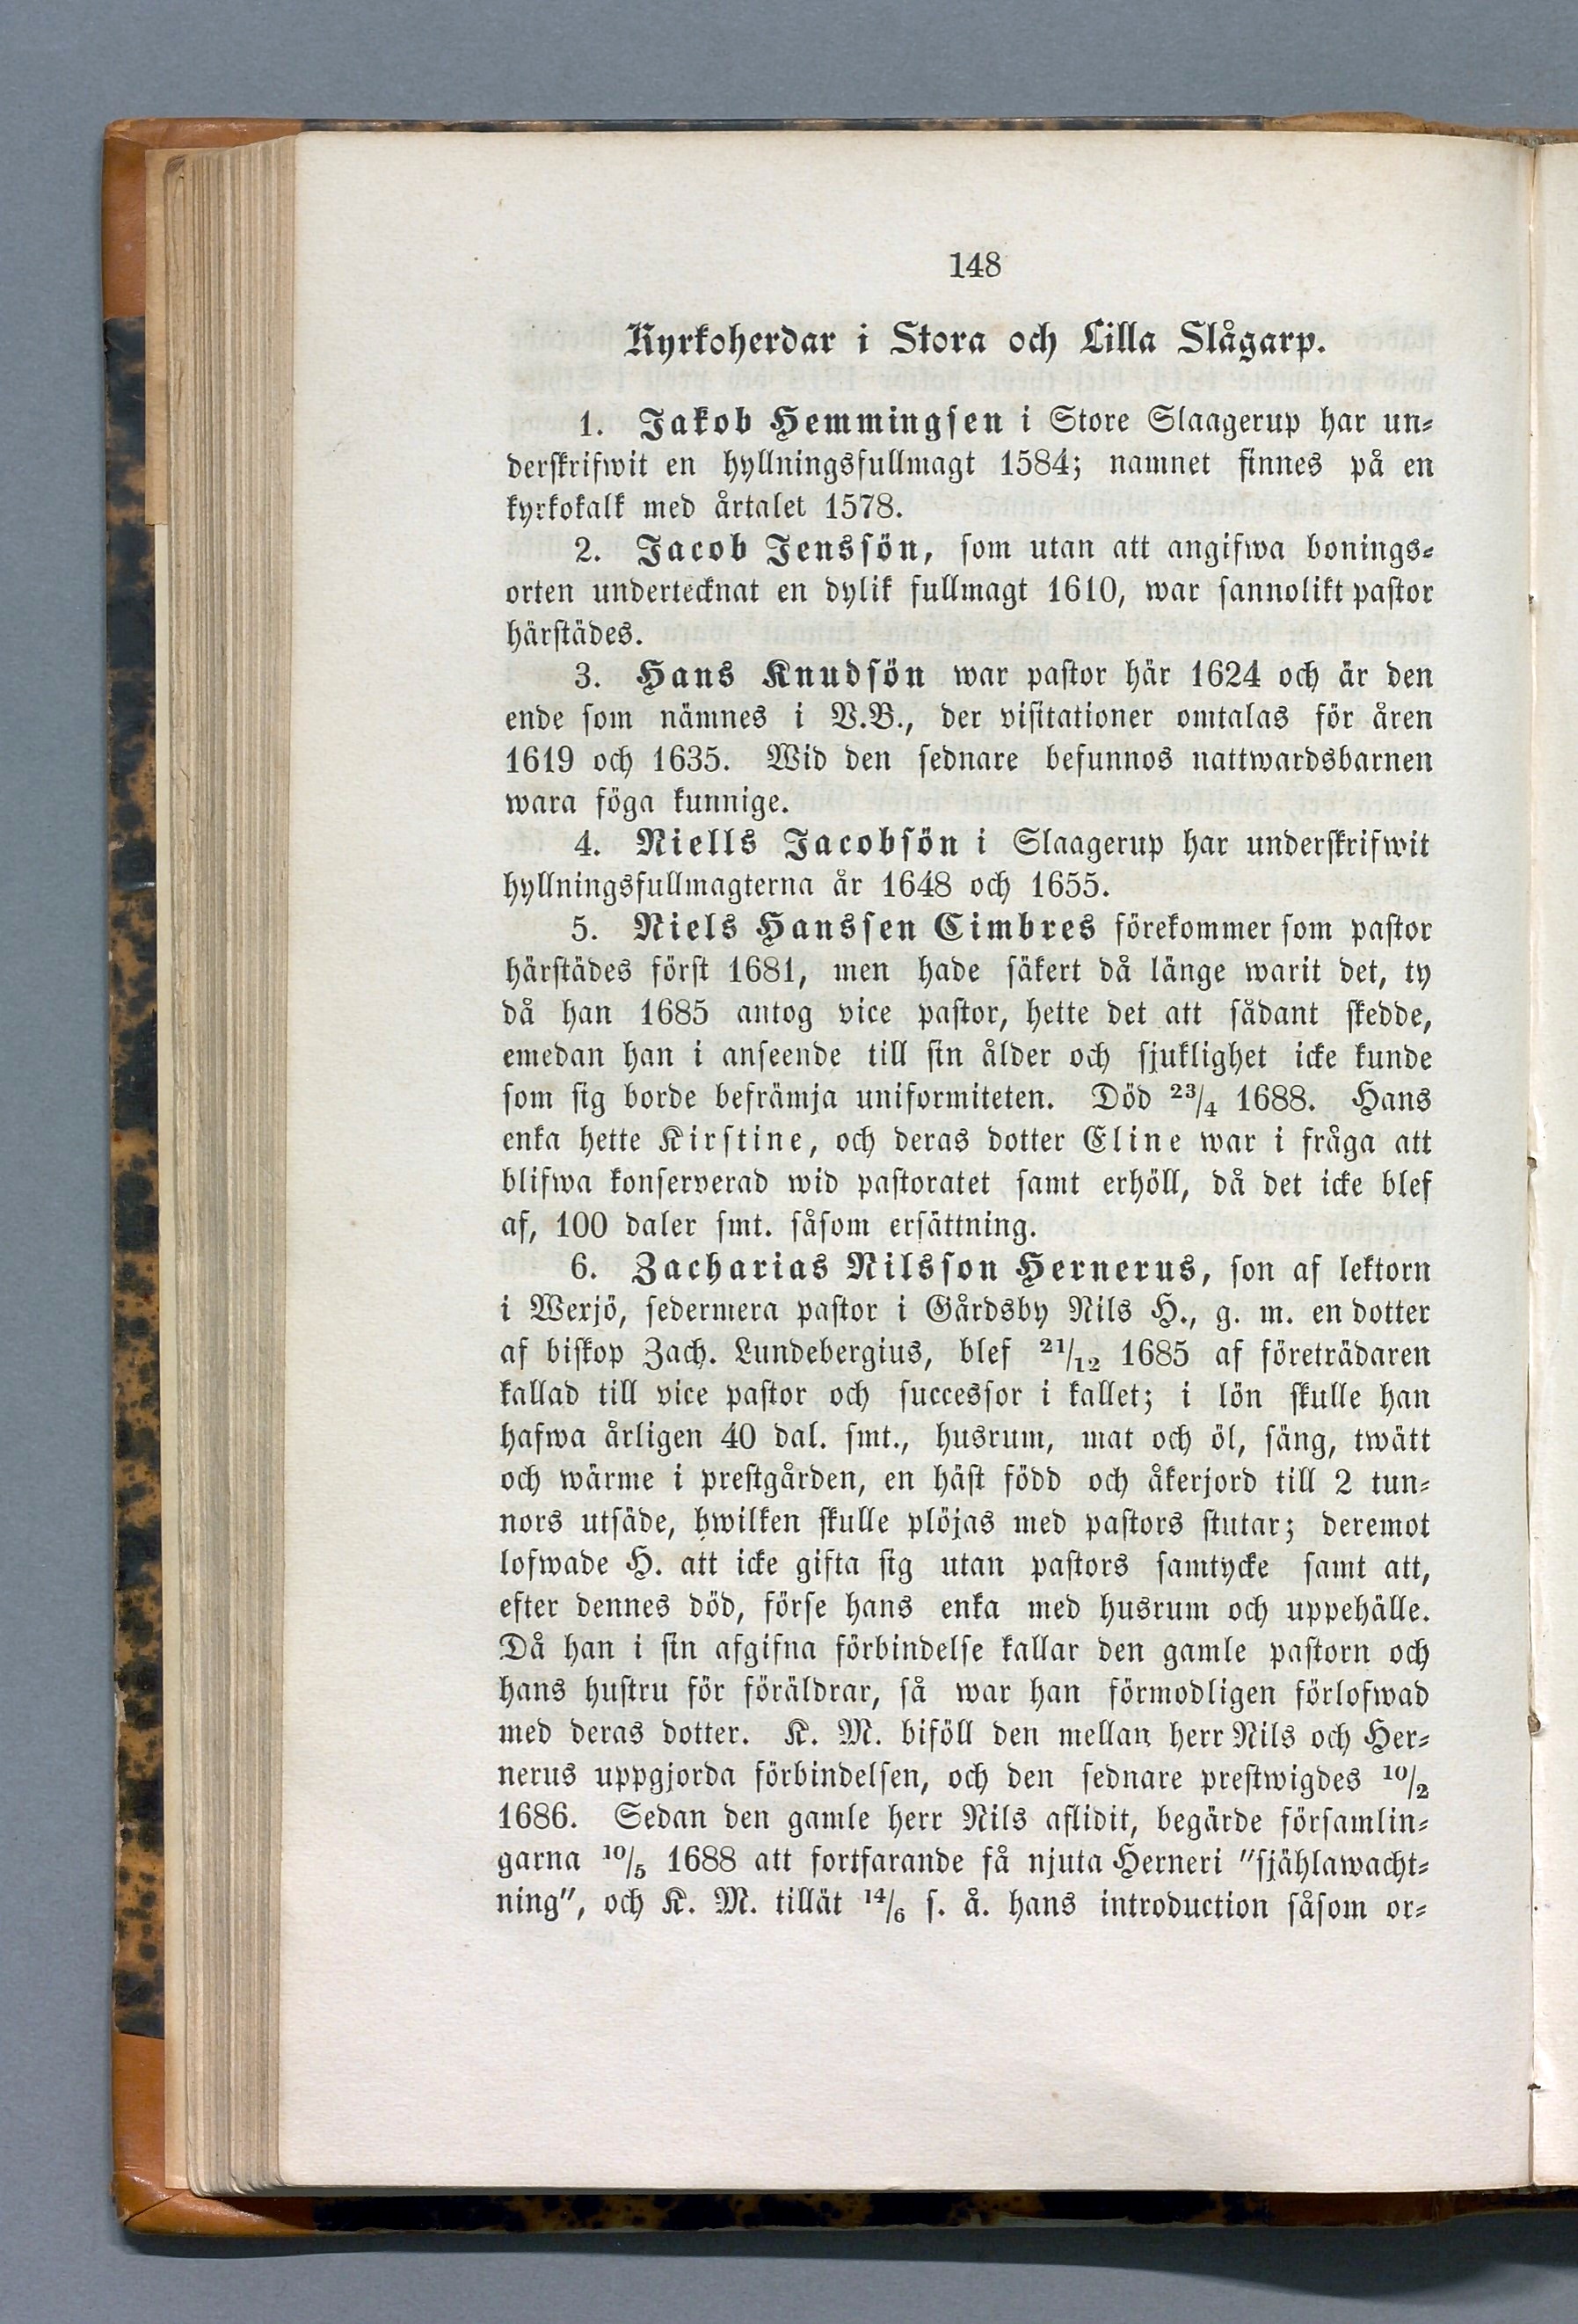 148
Kyrkoherdar i Stora och Lilla Slågarp.
1. Jakob Hemmingsen i Store Slaagerup har un-
derskrifwit en hyllningsfullmagt 1584; namnet finnes på en
kyrkokalk med årtalet 1578.
2. Jacob Jenssön, som utan att angifwa bonings-
orten undertecknat en dylik fullmagt 1610, war sannolikt pastor
härstädes.
3. Hans Knudsön war pastor här 1624 och är den
ende som nämnes i V.B., der visitationer omtalas för åren
1619 och 1635. Wid den sednare befunnos nattwardsbarnen
wara föga kunnige.
4. Niells Jacobsön i Slaagerup har underskrifwit
hyllningsfullmagterna år 1648 och 1655.
5. Niels Hanssen Cimbres förekommer som pastor
härstädes först 1681, men hade säkert då länge warit det, ty
då han 1685 antog vice pastor, hette det att sådant skedde,
emedan han i anseende till sin ålder och sjuklighet icke kunde
som sig borde befrämja uniformiteten. Död 23/4 1688. Hans
enka hette Kirstine, och deras dotter Eline war i fråga att
blifwa konserverad wid pastoratet samt erhöll, då det icke blef
af, 100 daler smt. såsom ersättning.
6. Zacharias Nilsson Hernerus, son af lektorn
i Werjö, sedermera pastor i Gårdsby Nils H., g. m. en dotter
af biskop Zach. Lundebergius, blef 21/12 1685 af företrädaren
kallad till vice pastor och successor i kallet; i lön skulle han
hafwa årligen 40 dal. smt., husrum, mat och öl, säng, twätt
och wärme i prestgården, en häst född och åkerjord till 2 tun-
nors utsäde, hwilken skulle plöjas med pastors stutar; deremot
lofwade H. att icke gifta sig utan pastors samtycke samt att,
efter dennes död, förse hans enka med husrum och uppehälle.
Då han i sin afgifna förbindelse kallar den gamle pastorn och
hans hustru för föräldrar, så war han förmodligen förlofwad
med deras dotter. K. M. biföll den mellan herr Nils och Her-
nerus uppgjorda förbindelsen, och den sednare prestwigdes 10/2
1686. Sedan den gamle herr Nils aflidit, begärde församlin-
garna 10/5 1688 att fortfarande få njuta Herneri "själawacht-
ning", och K. M. tillät 14/6 s. å. hans introduction såsom or-